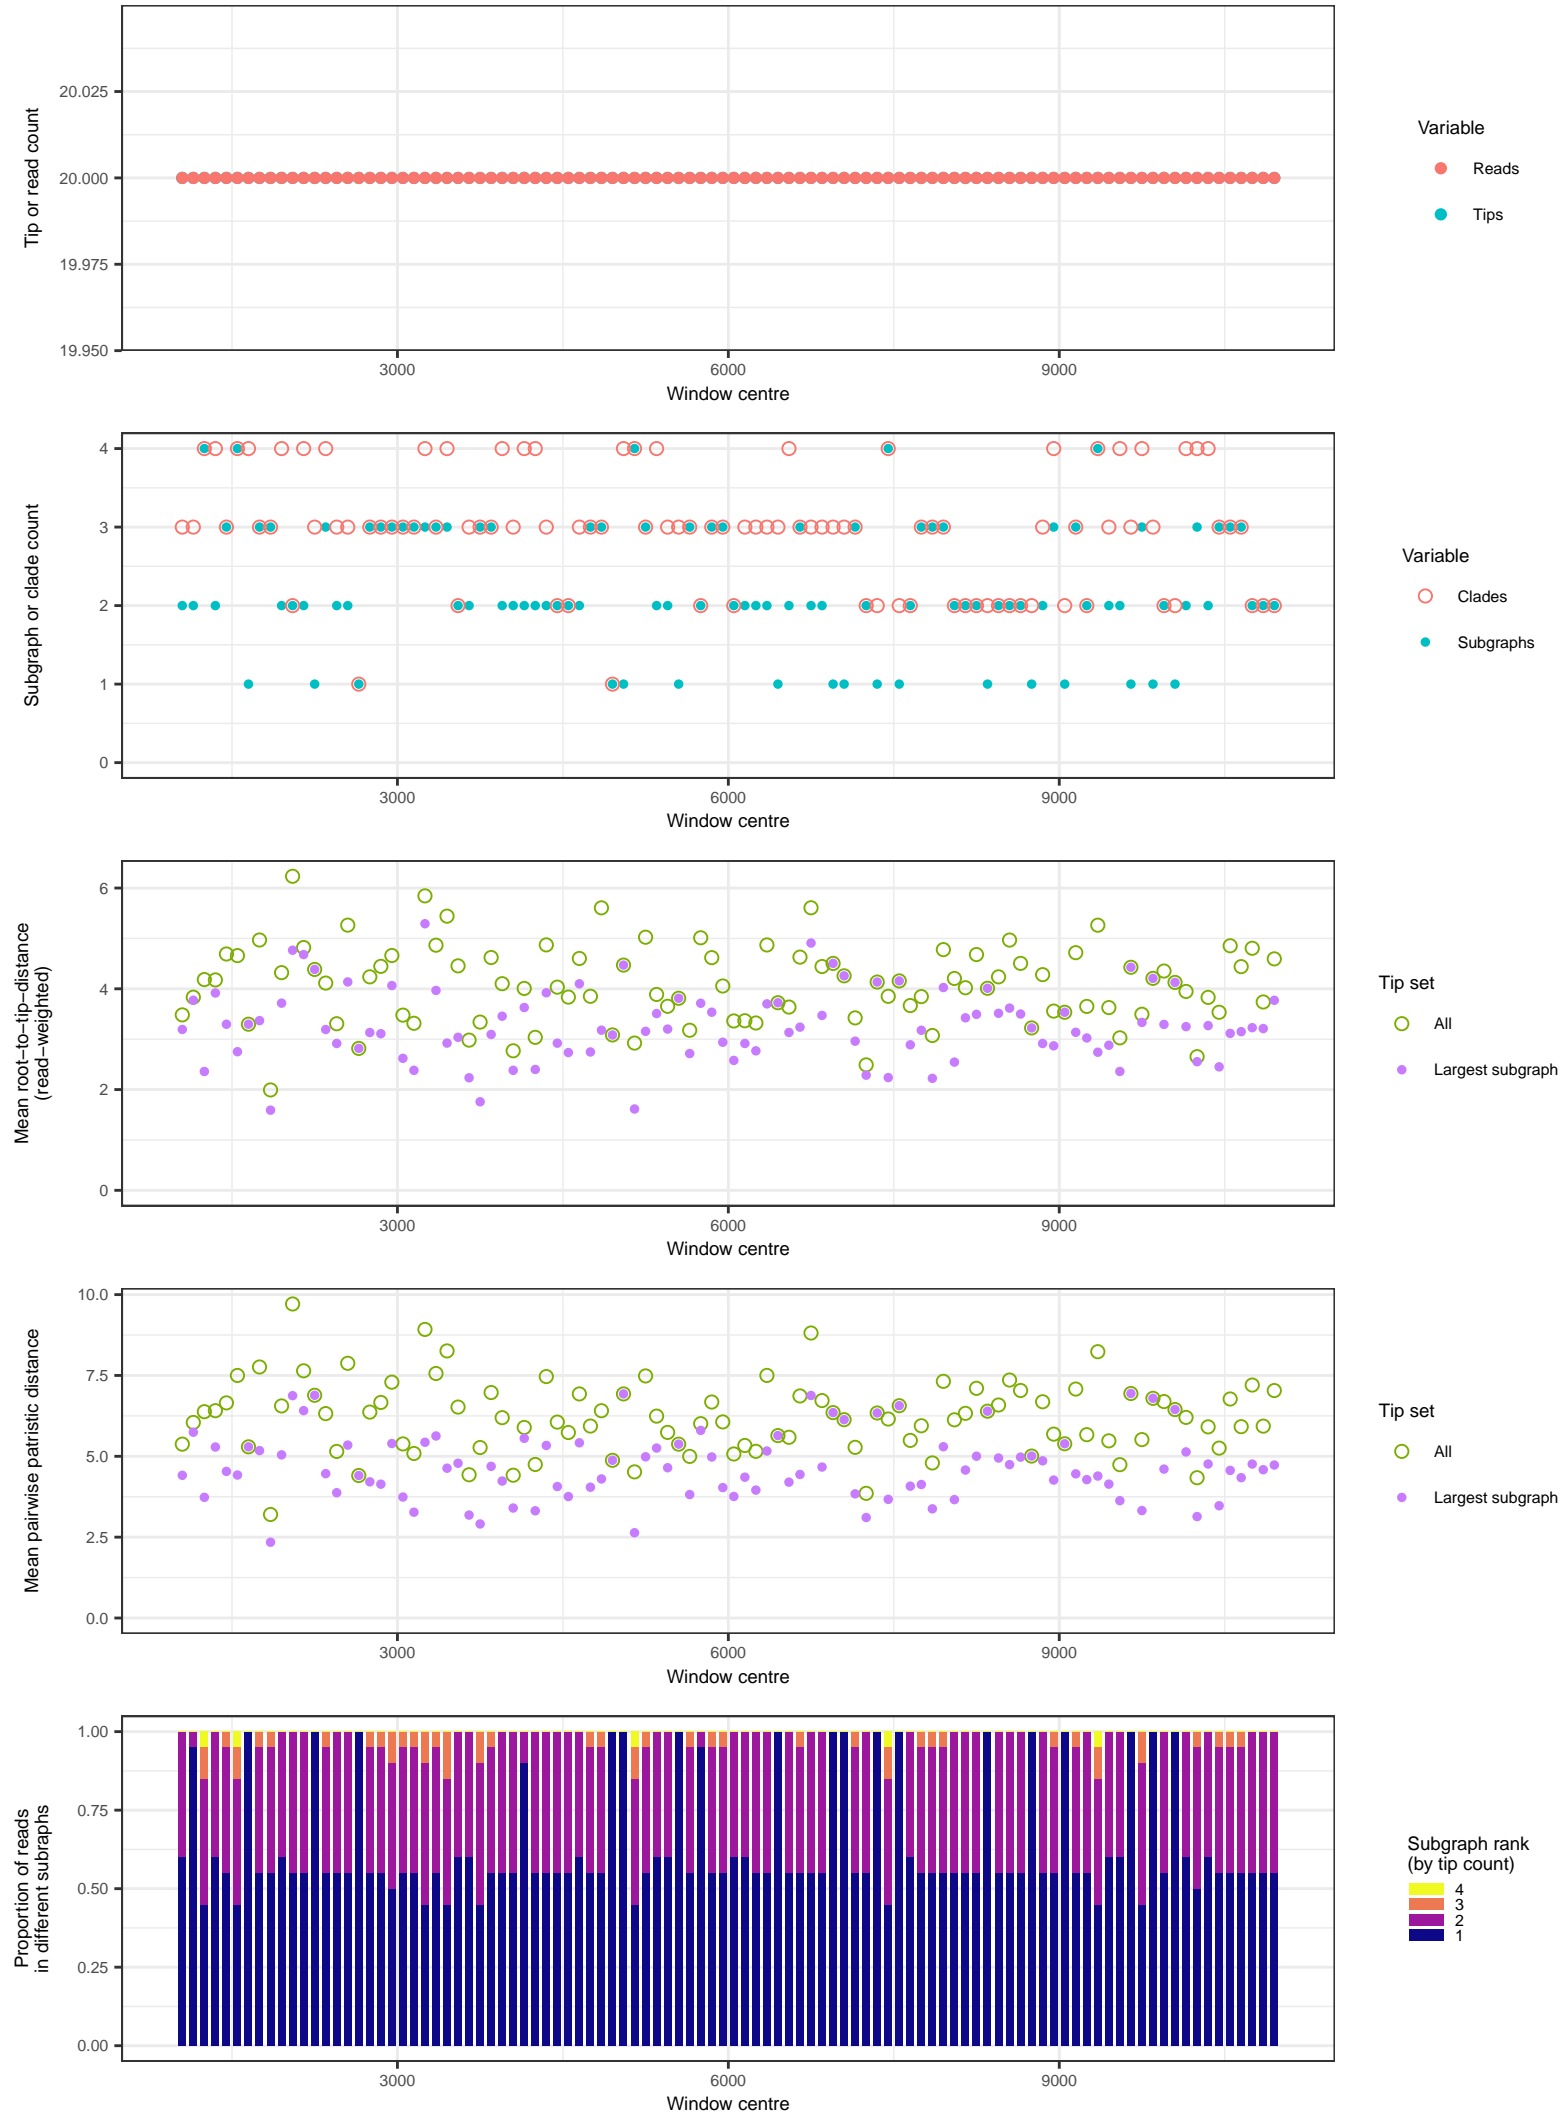 20.025
20.000
19.975
19.950
Tip or read count
3000
6000
9000
Window centre
Variable
Reads
Tips
4
3
2
1
0
Subgraph or clade count
3000
6000
9000
Window centre
Variable
Clades
Subgraphs
6
4
2
0
Mean root−to−tip−distance
(read−weighted)
3000
6000
9000
Window centre
Tip set
All
Largest subgraph
10.0
7.5
5.0
2.5
0.0
Mean pairwise patristic distance
3000
6000
9000
Window centre
Tip set
All
Largest subgraph
1.00
0.75
0.50
0.25
0.00
Proportion of reads
in different subraphs
3000
6000
9000
Window centre
Subgraph rank
(by tip count)
4
3
2
1